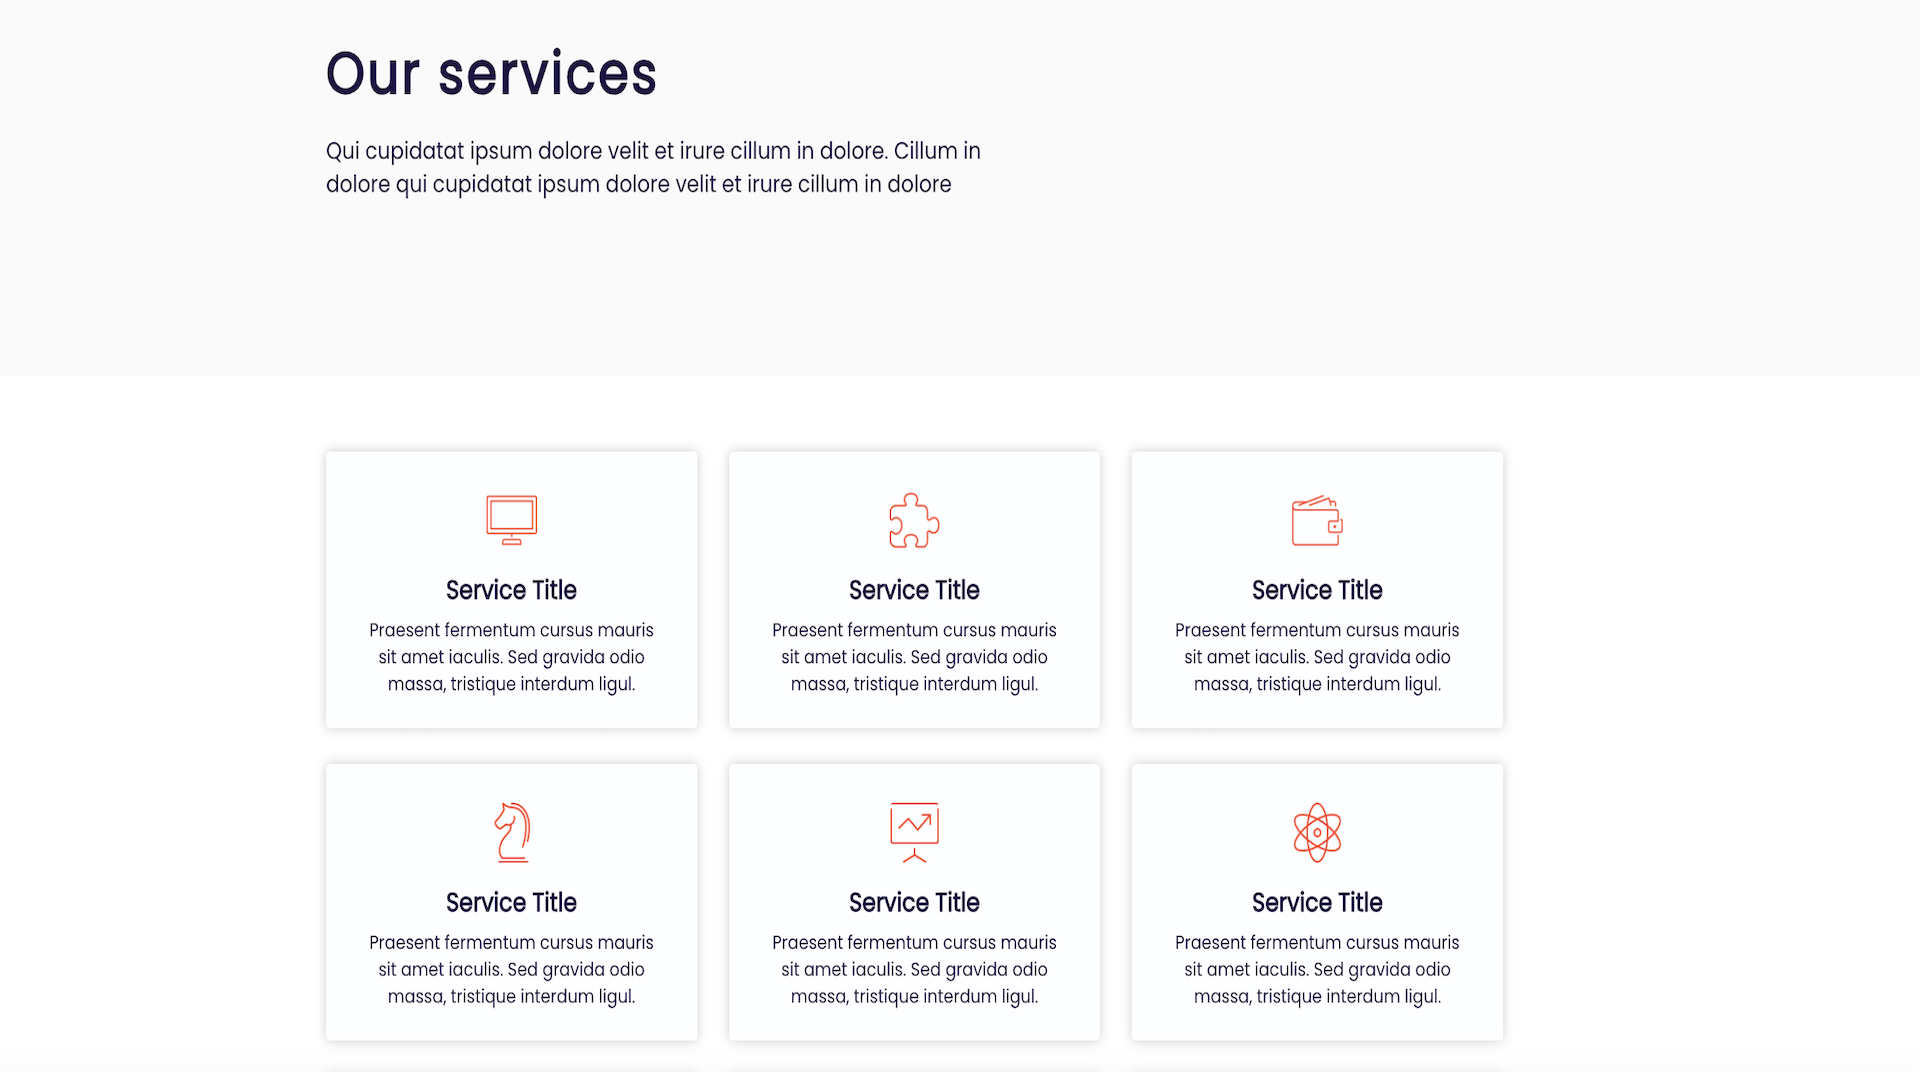 Our services
Qui cupidatat ipsum dolore velit et irure cillum in dolore. Cillum in
dolore qui cupidatat ipsum dolore velit et irure cillum in dolore
Service Title
Praesent fermentum cursus mauris
sit amet iaculis. Sed gravida odio
massa, tristique interdum ligul.
Service Title
Praesent fermentum cursus mauris
sit amet iaculis. Sed gravida odio
massa, tristique interdum ligul.
Service Title
Praesent fermentum cursus mauris
sit amet iaculis. Sed gravida odio
massa, tristique interdum ligul.
Service Title
Praesent fermentum cursus mauris
sit amet iaculis. Sed gravida odio
massa, tristique interdum ligul.
Service Title
Praesent fermentum cursus mauris
sit amet iaculis. Sed gravida odio
massa, tristique interdum ligul.
Service Title
Praesent fermentum cursus mauris
sit amet iaculis. Sed gravida odio
massa, tristique interdum ligul.